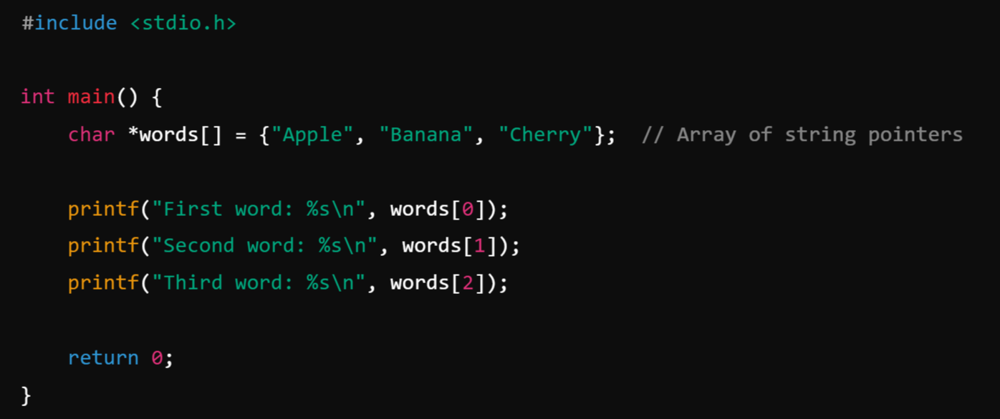 #include <stdio.h>
int main() {
    char *words[] = {"Apple", "Banana", "Cherry"};  // Array of string pointers
    printf("First word: %s\n", words[0]);
    printf("Second word: %s\n", words[1]);
    printf("Third word: %s\n", words[2]);
    return 0;
}